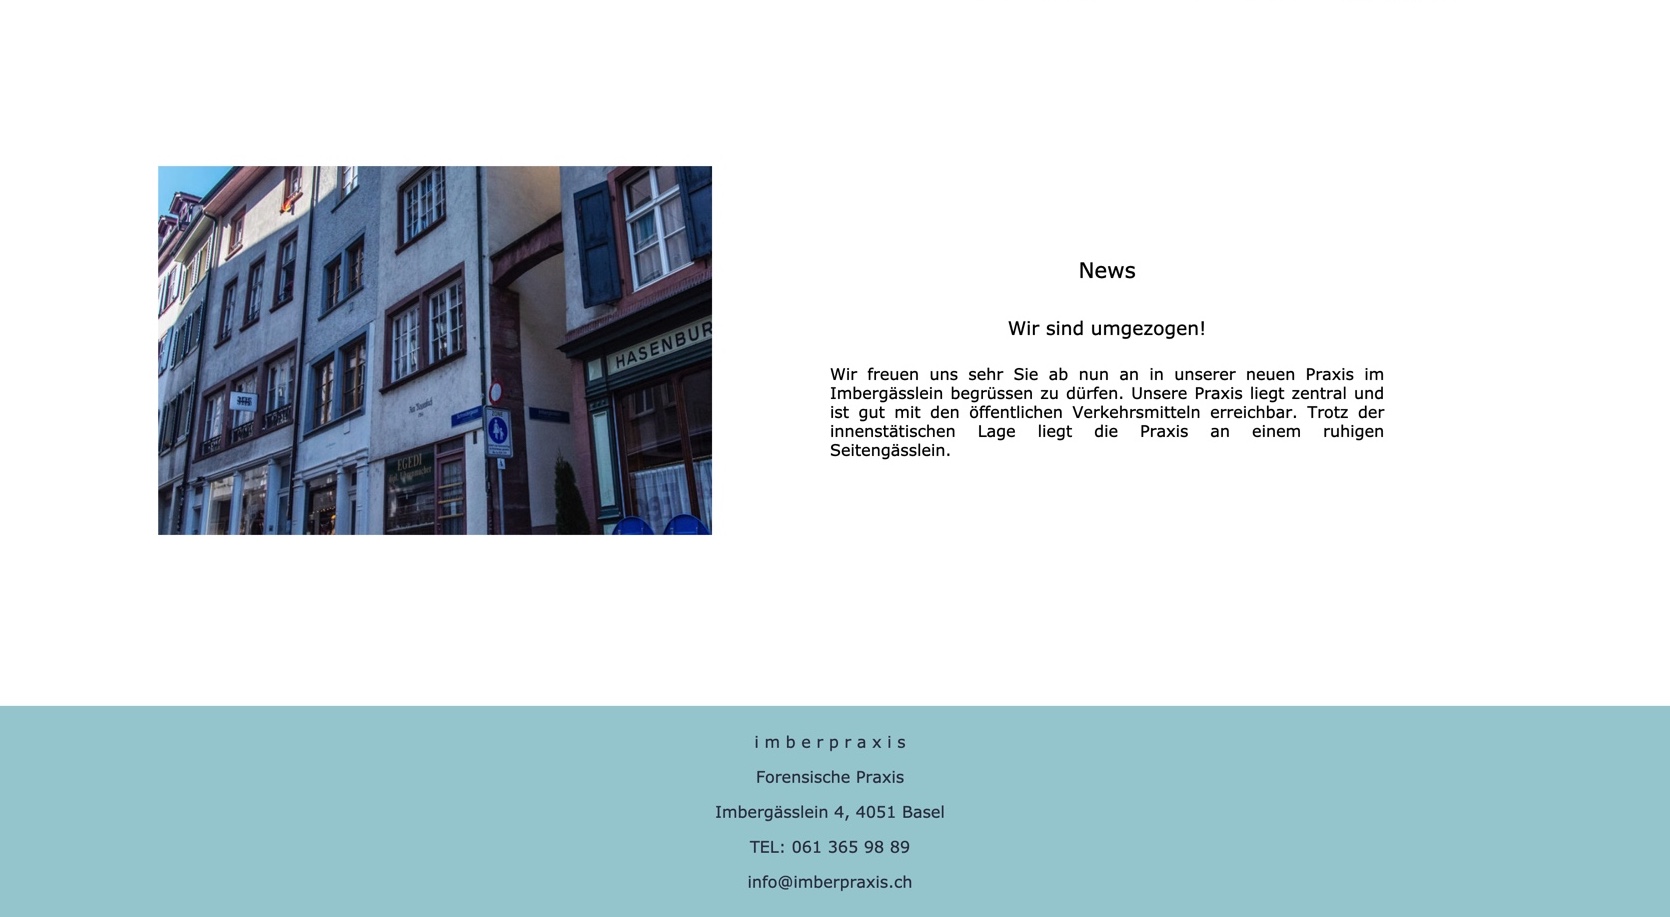 HASENBUR
EGEDI
News
Wir sind umgezogen!
Wir freuen uns sehr Sie ab nun an in unserer neuen Praxis im
Imbergässlein begrüssen zu dürfen. Unsere Praxis liegt zentral und
ist gut mit den öffentlichen Verkehrsmitteln erreichbar. Trotz der
innenstätischen Lage liegt die Praxis an einem ruhigen
Seitengässlein.
imberpraxis
Forensische Praxis
Imbergässlein 4, 4051 Basel
TEL: 061 365 98 89
info@imberpraxis.ch